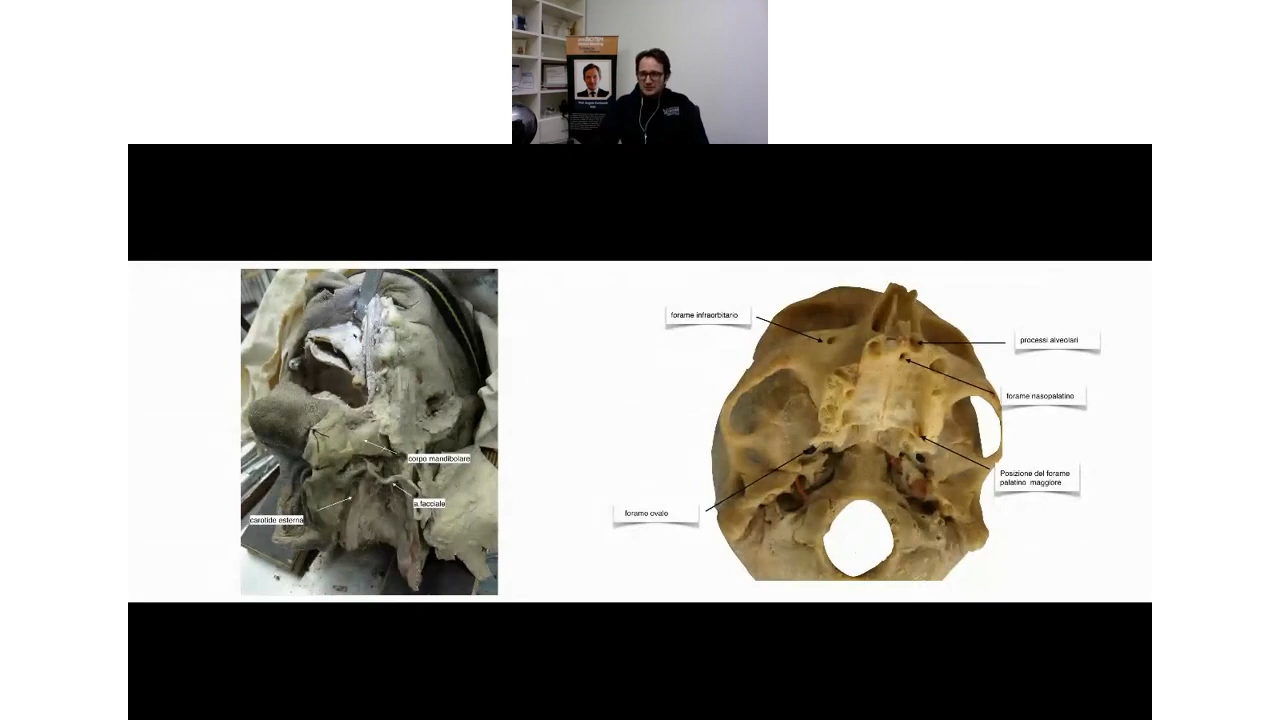 forame infraorbitario
processi alveolari
forame nasopalatino
corpo mandibolare
Posizione del forame
palatino maggiore
a.facciale
forame ovale
carotide esterna